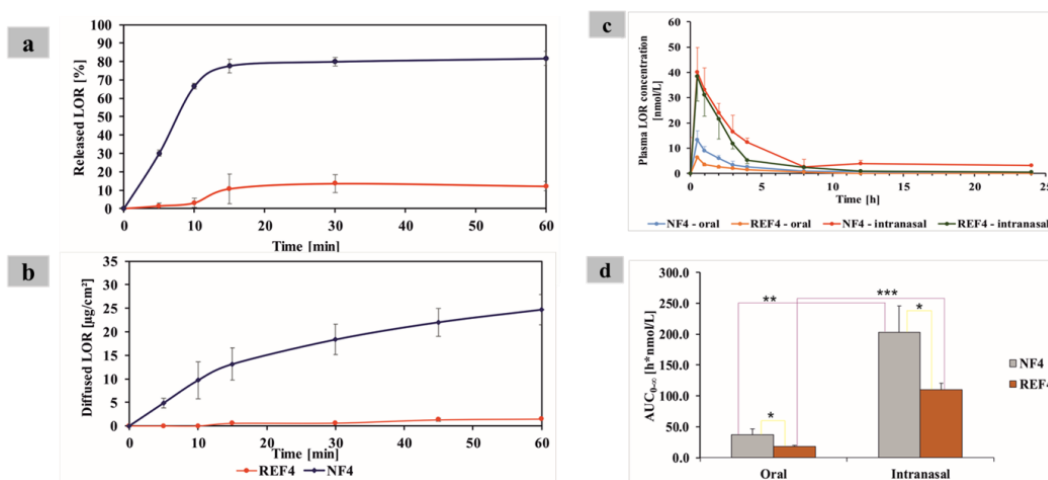 a
Released LOR [%]
100
90
80
70
60
50
40
30
20
10
0
0 10 20 30 40 50 60
Time [min]
b
Diffused LOR [µg/cm²]
35
30
25
20
15
10
5
0
0 10 20 30 40 50 60
Time [min]
REF4 NF4
c
Plasma LOR concentration
[nmol/L]
60
50
40
30
20
10
0
0 5 10 15 20 25
Time [h]
NF4 - oral REF4 - oral NF4 - intranasal REF4 - intranasal
d
AUC₀₋∞ [h*nmol/L]
300.0
250.0
200.0
150.0
100.0
50.0
0.0
** ***
*
*
NF4
REF4
Oral Intranasal